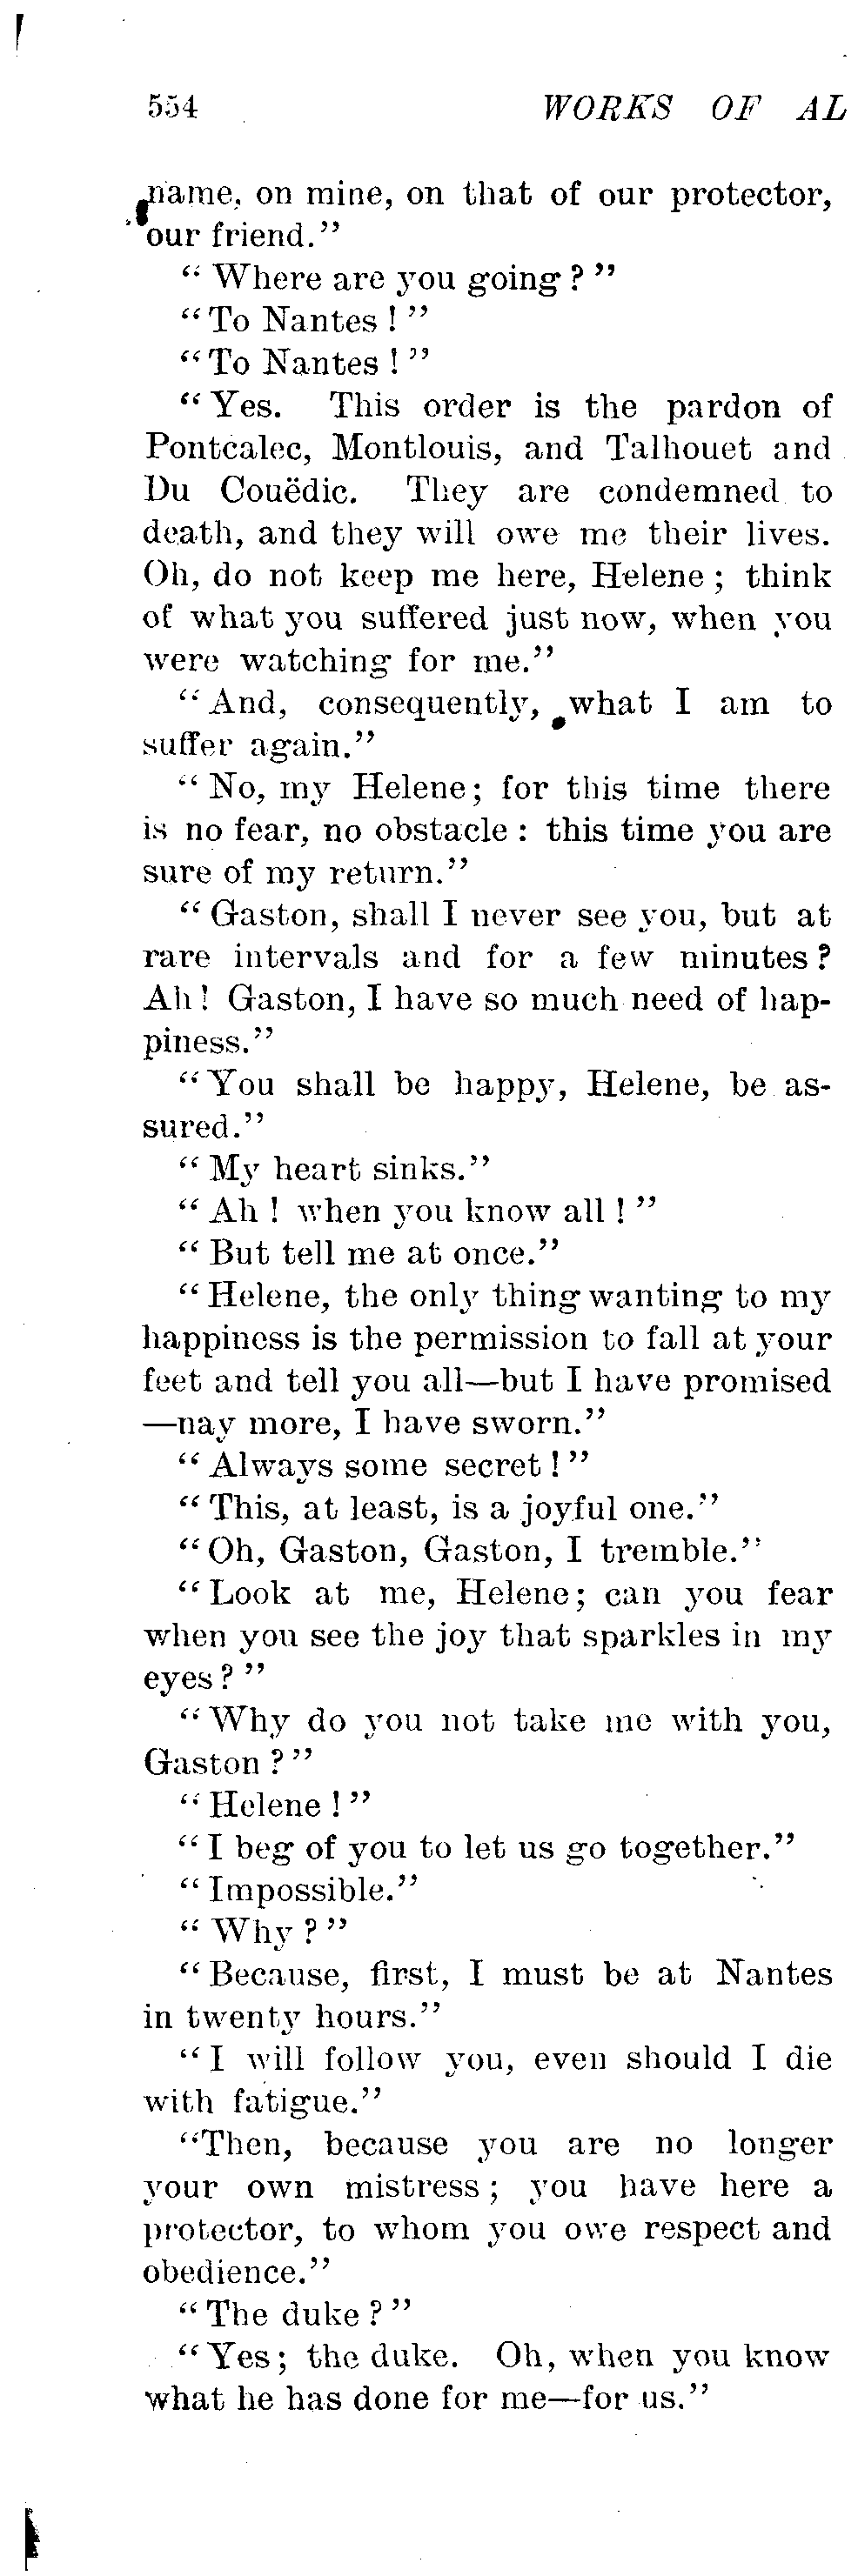 554 WORKS OF AL
name, on mine, on that of our protector,
our friend."
"Where are you going?"
"To Nantes!"
"To Nantes!"
"Yes. This order is the pardon of
Pontcalec, Montlouis, and Talhouet and
Du Couëdic. They are condemned to
death, and they will owe me their lives.
Oh, do not keep me here, Helene; think
of what you suffered just now, when you
were watching for me."
"And, consequently, what I am to
suffer again."
"No, my Helene; for this time there
is no fear, no obstacle: this time you are
sure of my return."
"Gaston, shall I never see you, but at
rare intervals and for a few minutes?
Ah! Gaston, I have so much need of hap-
piness."
"You shall be happy, Helene, be as-
sured."
"My heart sinks."
"Ah! when you know all!"
"But tell me at once."
"Helene, the only thing wanting to my
happiness is the permission to fall at your
feet and tell you all—but I have promised
—nay more, I have sworn."
"Always some secret!"
"This, at least, is a joyful one."
"Oh, Gaston, Gaston, I tremble."
"Look at me, Helene; can you fear
when you see the joy that sparkles in my
eyes?"
"Why do you not take me with you,
Gaston?"
"Helene!"
"I beg of you to let us go together."
"Impossible."
"Why?"
"Because, first, I must be at Nantes
in twenty hours."
"I will follow you, even should I die
with fatigue."
"Then, because you are no longer
your own mistress; you have here a
protector, to whom you owe respect and
obedience."
"The duke?"
"Yes; the duke. Oh, when you know
what he has done for me—for us."